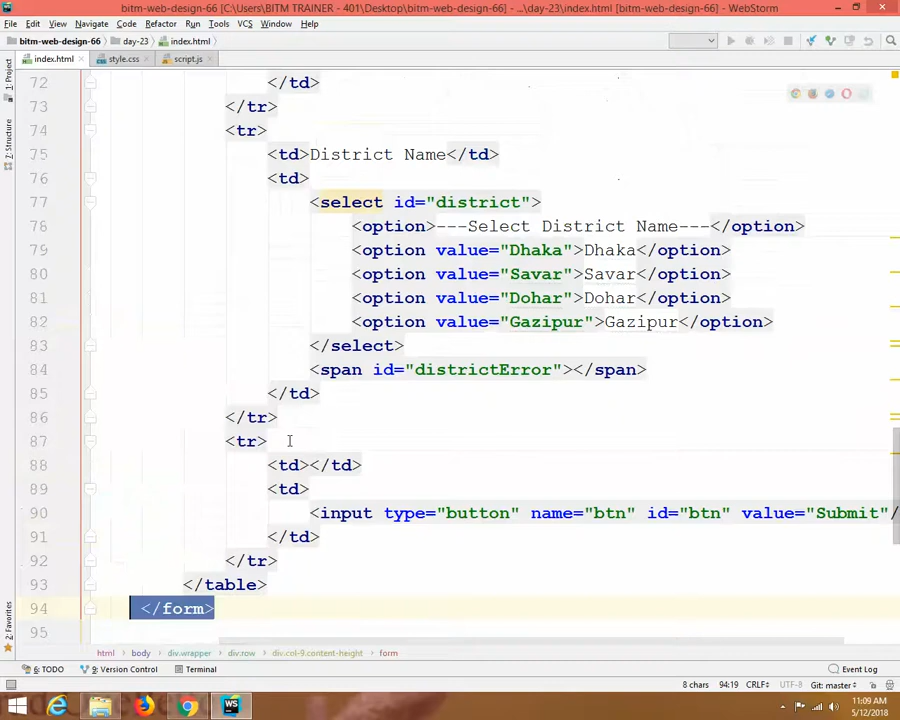 bitm-web-design-66 [C:\Users\BITM TRAINER - 401\Desktop\bitm-web-design-66] - ...\day-23\index.html [bitm-web-design-66] - WebStorm
File Edit View Navigate Code Refactor Run Tools VCS Window Help
bitm-web-design-66 day-23 index.html
index.html style.css script.js
1: Project
7: Structure
2: Favorites
72 </td>
73 </tr>
74 <tr>
75 <td>District Name</td>
76 <td>
77 <select id="district">
78 <option>---Select District Name---</option>
79 <option value="Dhaka">Dhaka</option>
80 <option value="Savar">Savar</option>
81 <option value="Dohar">Dohar</option>
82 <option value="Gazipur">Gazipur</option>
83 </select>
84 <span id="districtError"></span>
85 </td>
86 </tr>
87 <tr>
88 <td></td>
89 <td>
90 <input type="button" name="btn" id="btn" value="Submit"/
91 </td>
92 </tr>
93 </table>
94 </form>
95
html body div.wrapper div.row div.col-9.content-height form
6: TODO 9: Version Control Terminal Event Log
8 chars 94:19 CRLF UTF-8 Git: master
WS
11:09 AM
5/12/2018